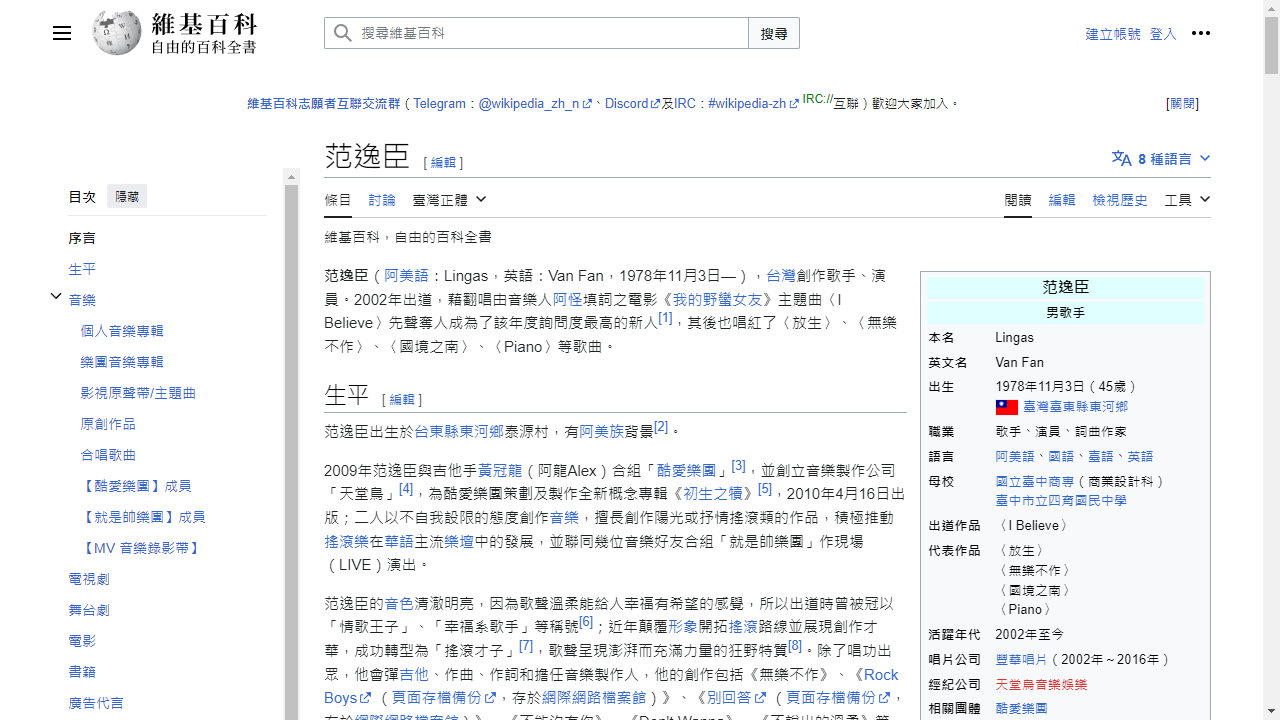 維基百科
自由的百科全書
搜尋維基百科
搜尋
建立帳號 登入
維基百科志願者互聯交流群（Telegram：@wikipedia_zh_n、Discord及IRC：#wikipedia-zh IRC://互聯）歡迎大家加入。
[關閉]
目次 隱藏
序言
生平
音樂
個人音樂專輯
樂團音樂專輯
影視原聲帶/主題曲
原創作品
合唱歌曲
【酷愛樂團】成員
【就是帥樂團】成員
【MV 音樂錄影帶】
電視劇
舞台劇
電影
書籍
廣告代言
范逸臣 [ 編輯 ]
8 種語言
條目 討論 臺灣正體
閱讀 編輯 檢視歷史 工具
維基百科，自由的百科全書
范逸臣（阿美語：Lingas，英語：Van Fan，1978年11月3日—），台灣創作歌手、演
員。2002年出道，藉翻唱由音樂人阿怪填詞之電影《我的野蠻女友》主題曲〈I
Believe〉先聲奪人成為了該年度詢問度最高的新人[1]，其後也唱紅了〈放生〉、〈無樂
不作〉、〈國境之南〉、〈Piano〉等歌曲。
生平 [ 編輯 ]
范逸臣出生於台東縣東河鄉泰源村，有阿美族背景[2]。
2009年范逸臣與吉他手黃冠龍（阿龍Alex）合組「酷愛樂團」[3]，並創立音樂製作公司
「天堂鳥」[4]，為酷愛樂團策劃及製作全新概念專輯《初生之犢》[5]，2010年4月16日出
版；二人以不自我設限的態度創作音樂，擅長創作陽光或抒情搖滾類的作品，積極推動
搖滾樂在華語主流樂壇中的發展，並聯同幾位音樂好友合組「就是帥樂團」作現場
（LIVE）演出。
范逸臣的音色清澈明亮，因為歌聲溫柔能給人幸福有希望的感覺，所以出道時曾被冠以
「情歌王子」、「幸福系歌手」等稱號[6]；近年顛覆形象開拓搖滾路線並展現創作才
華，成功轉型為「搖滾才子」[7]，歌聲呈現澎湃而充滿力量的狂野特質[8]。除了唱功出
眾，他會彈吉他、作曲、作詞和擔任音樂製作人，他的創作包括《無樂不作》、《Rock
Boys（頁面存檔備份，存於網際網路檔案館）》、《別回答（頁面存檔備份，
存於網際網路檔案館）》、《不能沒有你》、《Don't Wanna》、《不說出的溫柔》等
范逸臣
男歌手
本名 Lingas
英文名 Van Fan
出生 1978年11月3日（45歲）
臺灣臺東縣東河鄉
職業 歌手、演員、詞曲作家
語言 阿美語、國語、臺語、英語
母校 國立臺中商專（商業設計科）
臺中市立四育國民中學
出道作品 〈I Believe〉
代表作品 〈放生〉
〈無樂不作〉
〈國境之南〉
〈Piano〉
活躍年代 2002年至今
唱片公司 豐華唱片（2002年～2016年）
經紀公司 天堂鳥音樂娛樂
相關團體 酷愛樂團